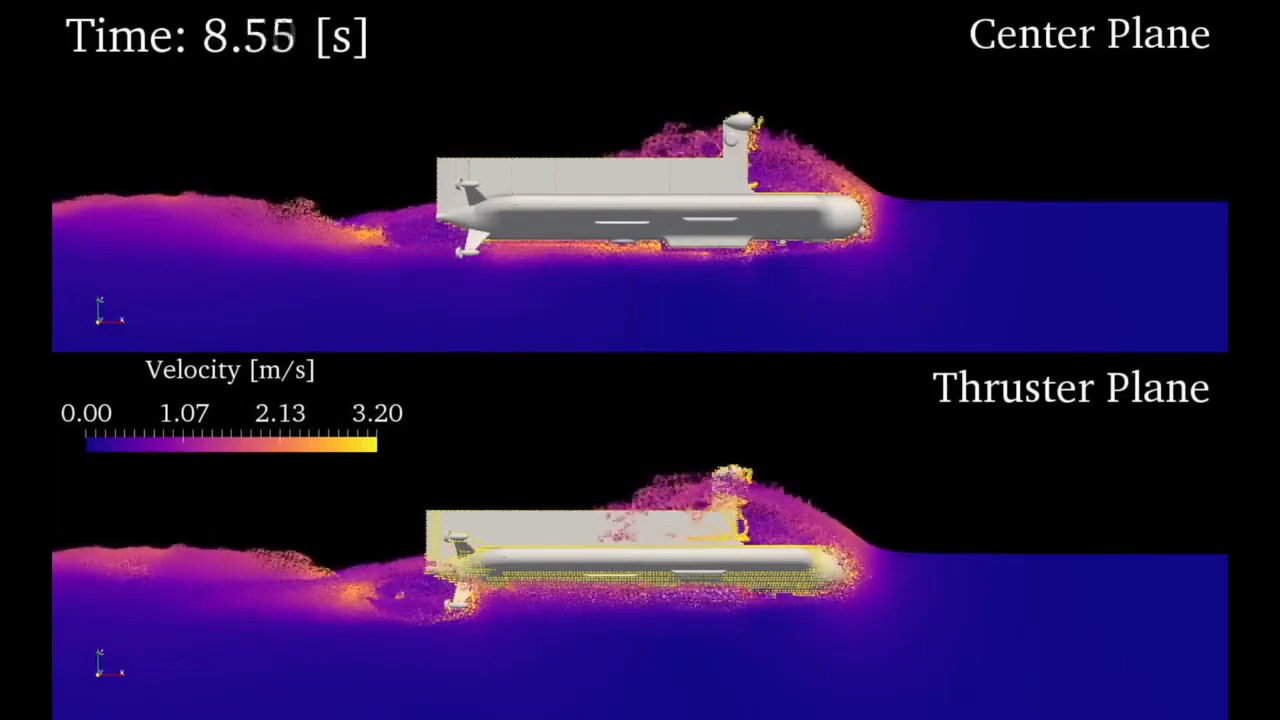 Time: 8.55 [s]
Center Plane
Velocity [m/s]
0.00 1.07 2.13 3.20
Thruster Plane